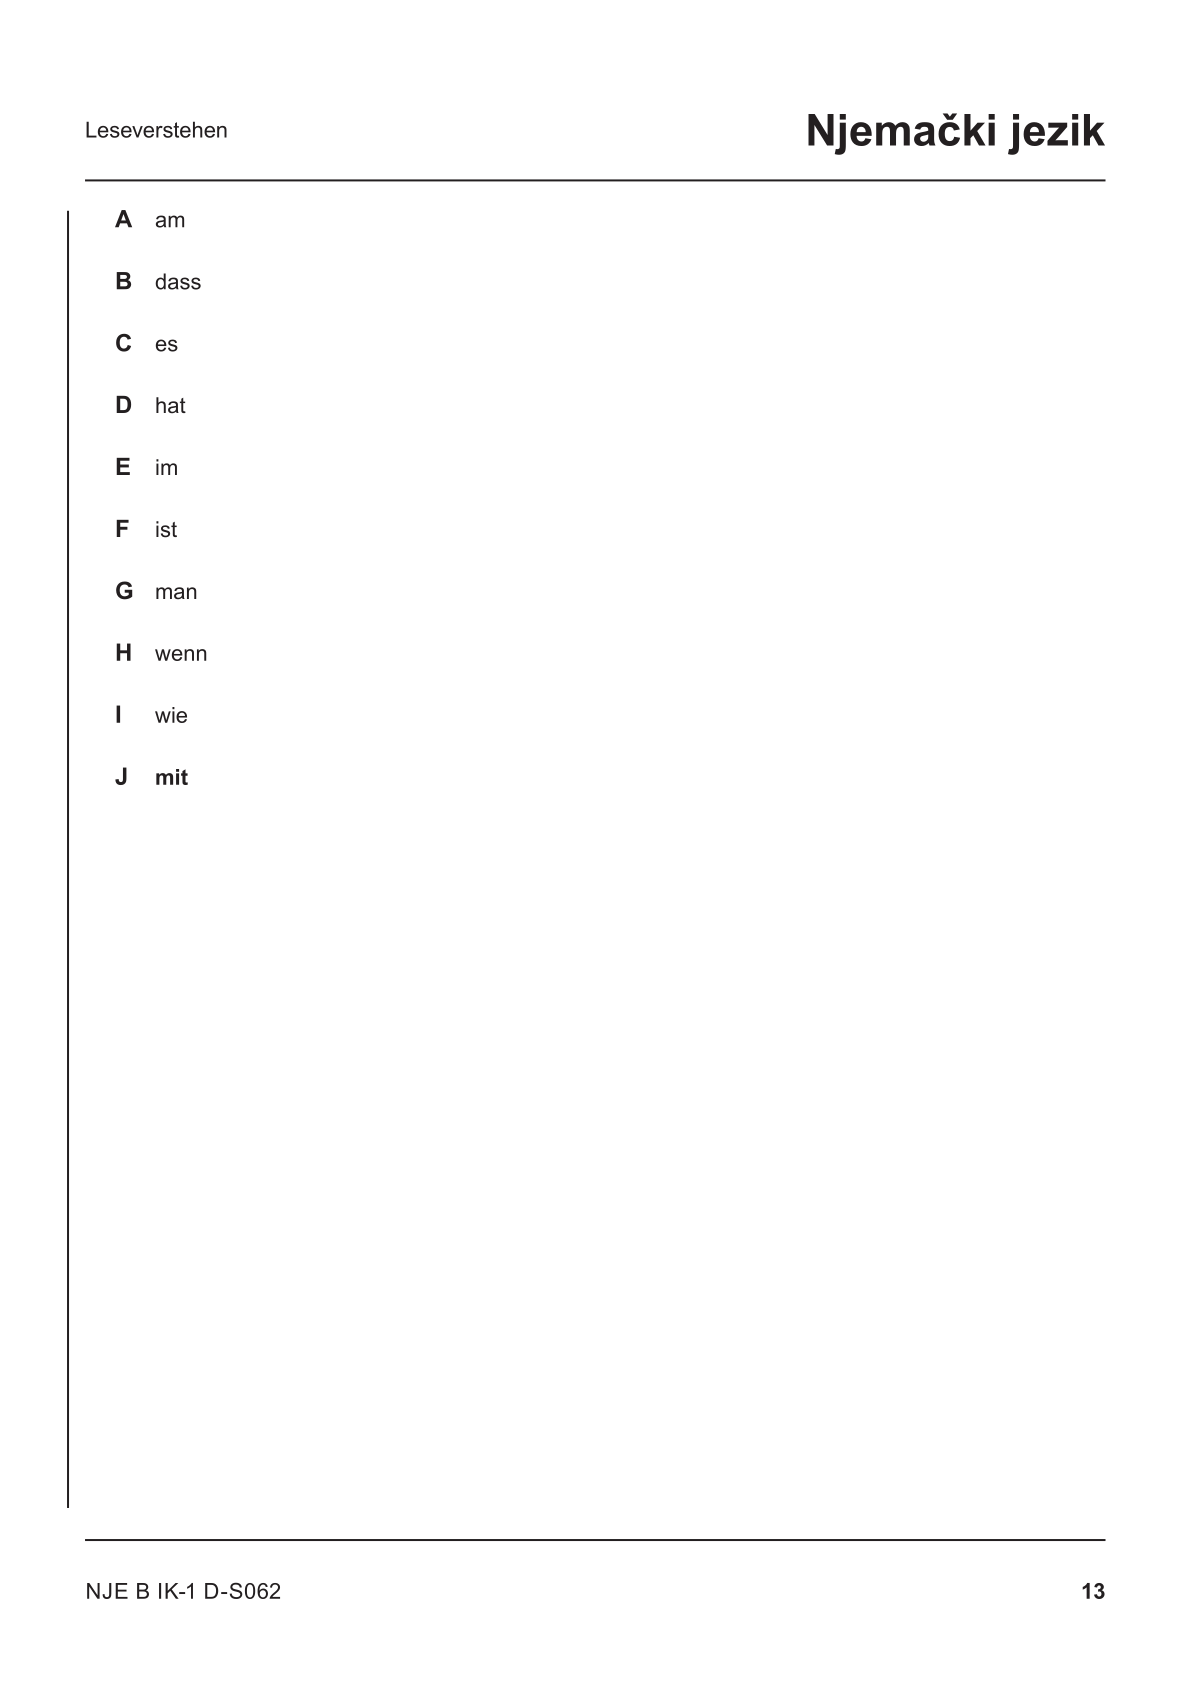 Leseverstehen
Njemački jezik
A am
B dass
C es
D hat
E im
F ist
G man
H wenn
I wie
J mit
NJE B IK-1 D-S062
13